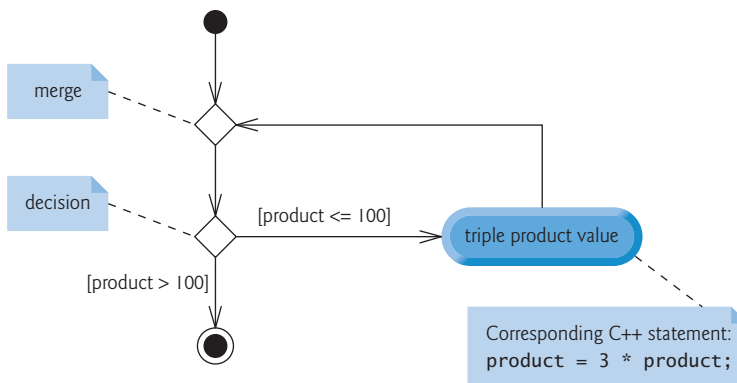 merge
decision
[product <= 100]
triple product value
[product > 100]
Corresponding C++ statement:
product = 3 * product;